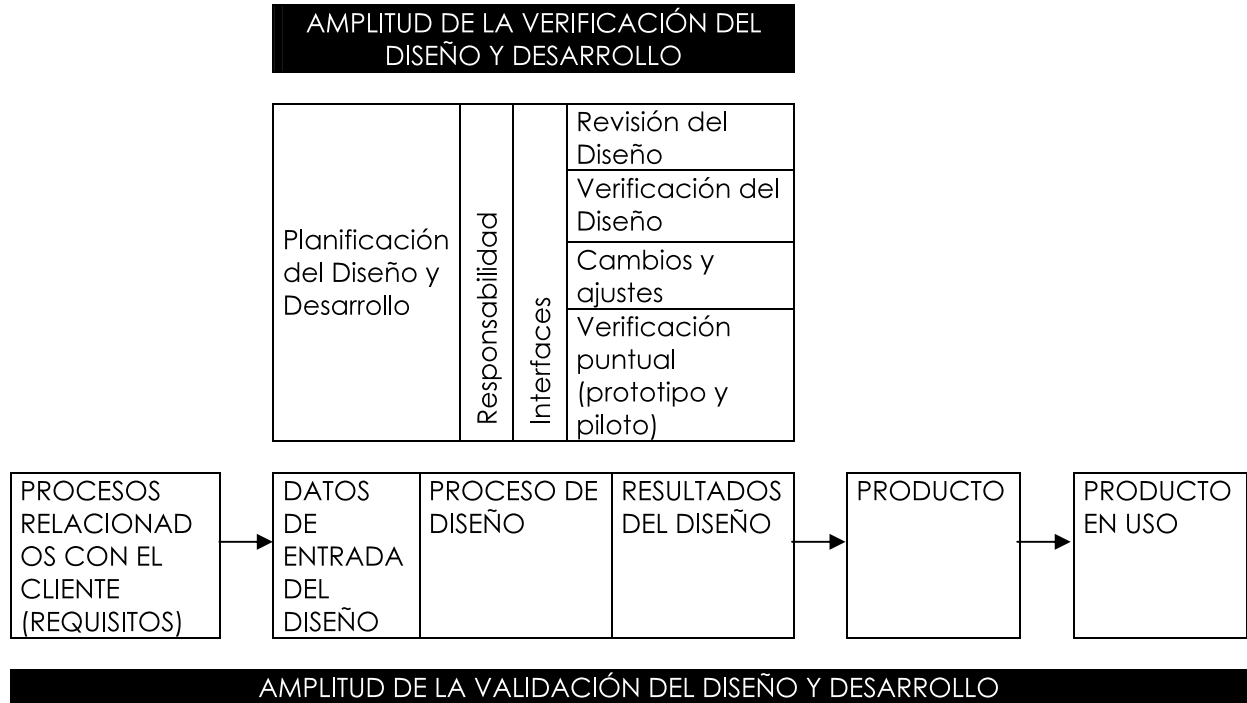 AMPLITUD DE LA VERIFICACIÓN DEL
DISEÑO Y DESARROLLO
Planificación
del Diseño y
Desarrollo
Responsabilidad
Interfaces
Revisión del
Diseño
Verificación del
Diseño
Cambios y
ajustes
Verificación
puntual
(prototipo y
piloto)
PROCESOS
RELACIONAD
OS CON EL
CLIENTE
(REQUISITOS)
DATOS
DE
ENTRADA
DEL
DISEÑO
PROCESO DE
DISEÑO
RESULTADOS
DEL DISEÑO
PRODUCTO
PRODUCTO
EN USO
AMPLITUD DE LA VALIDACIÓN DEL DISEÑO Y DESARROLLO